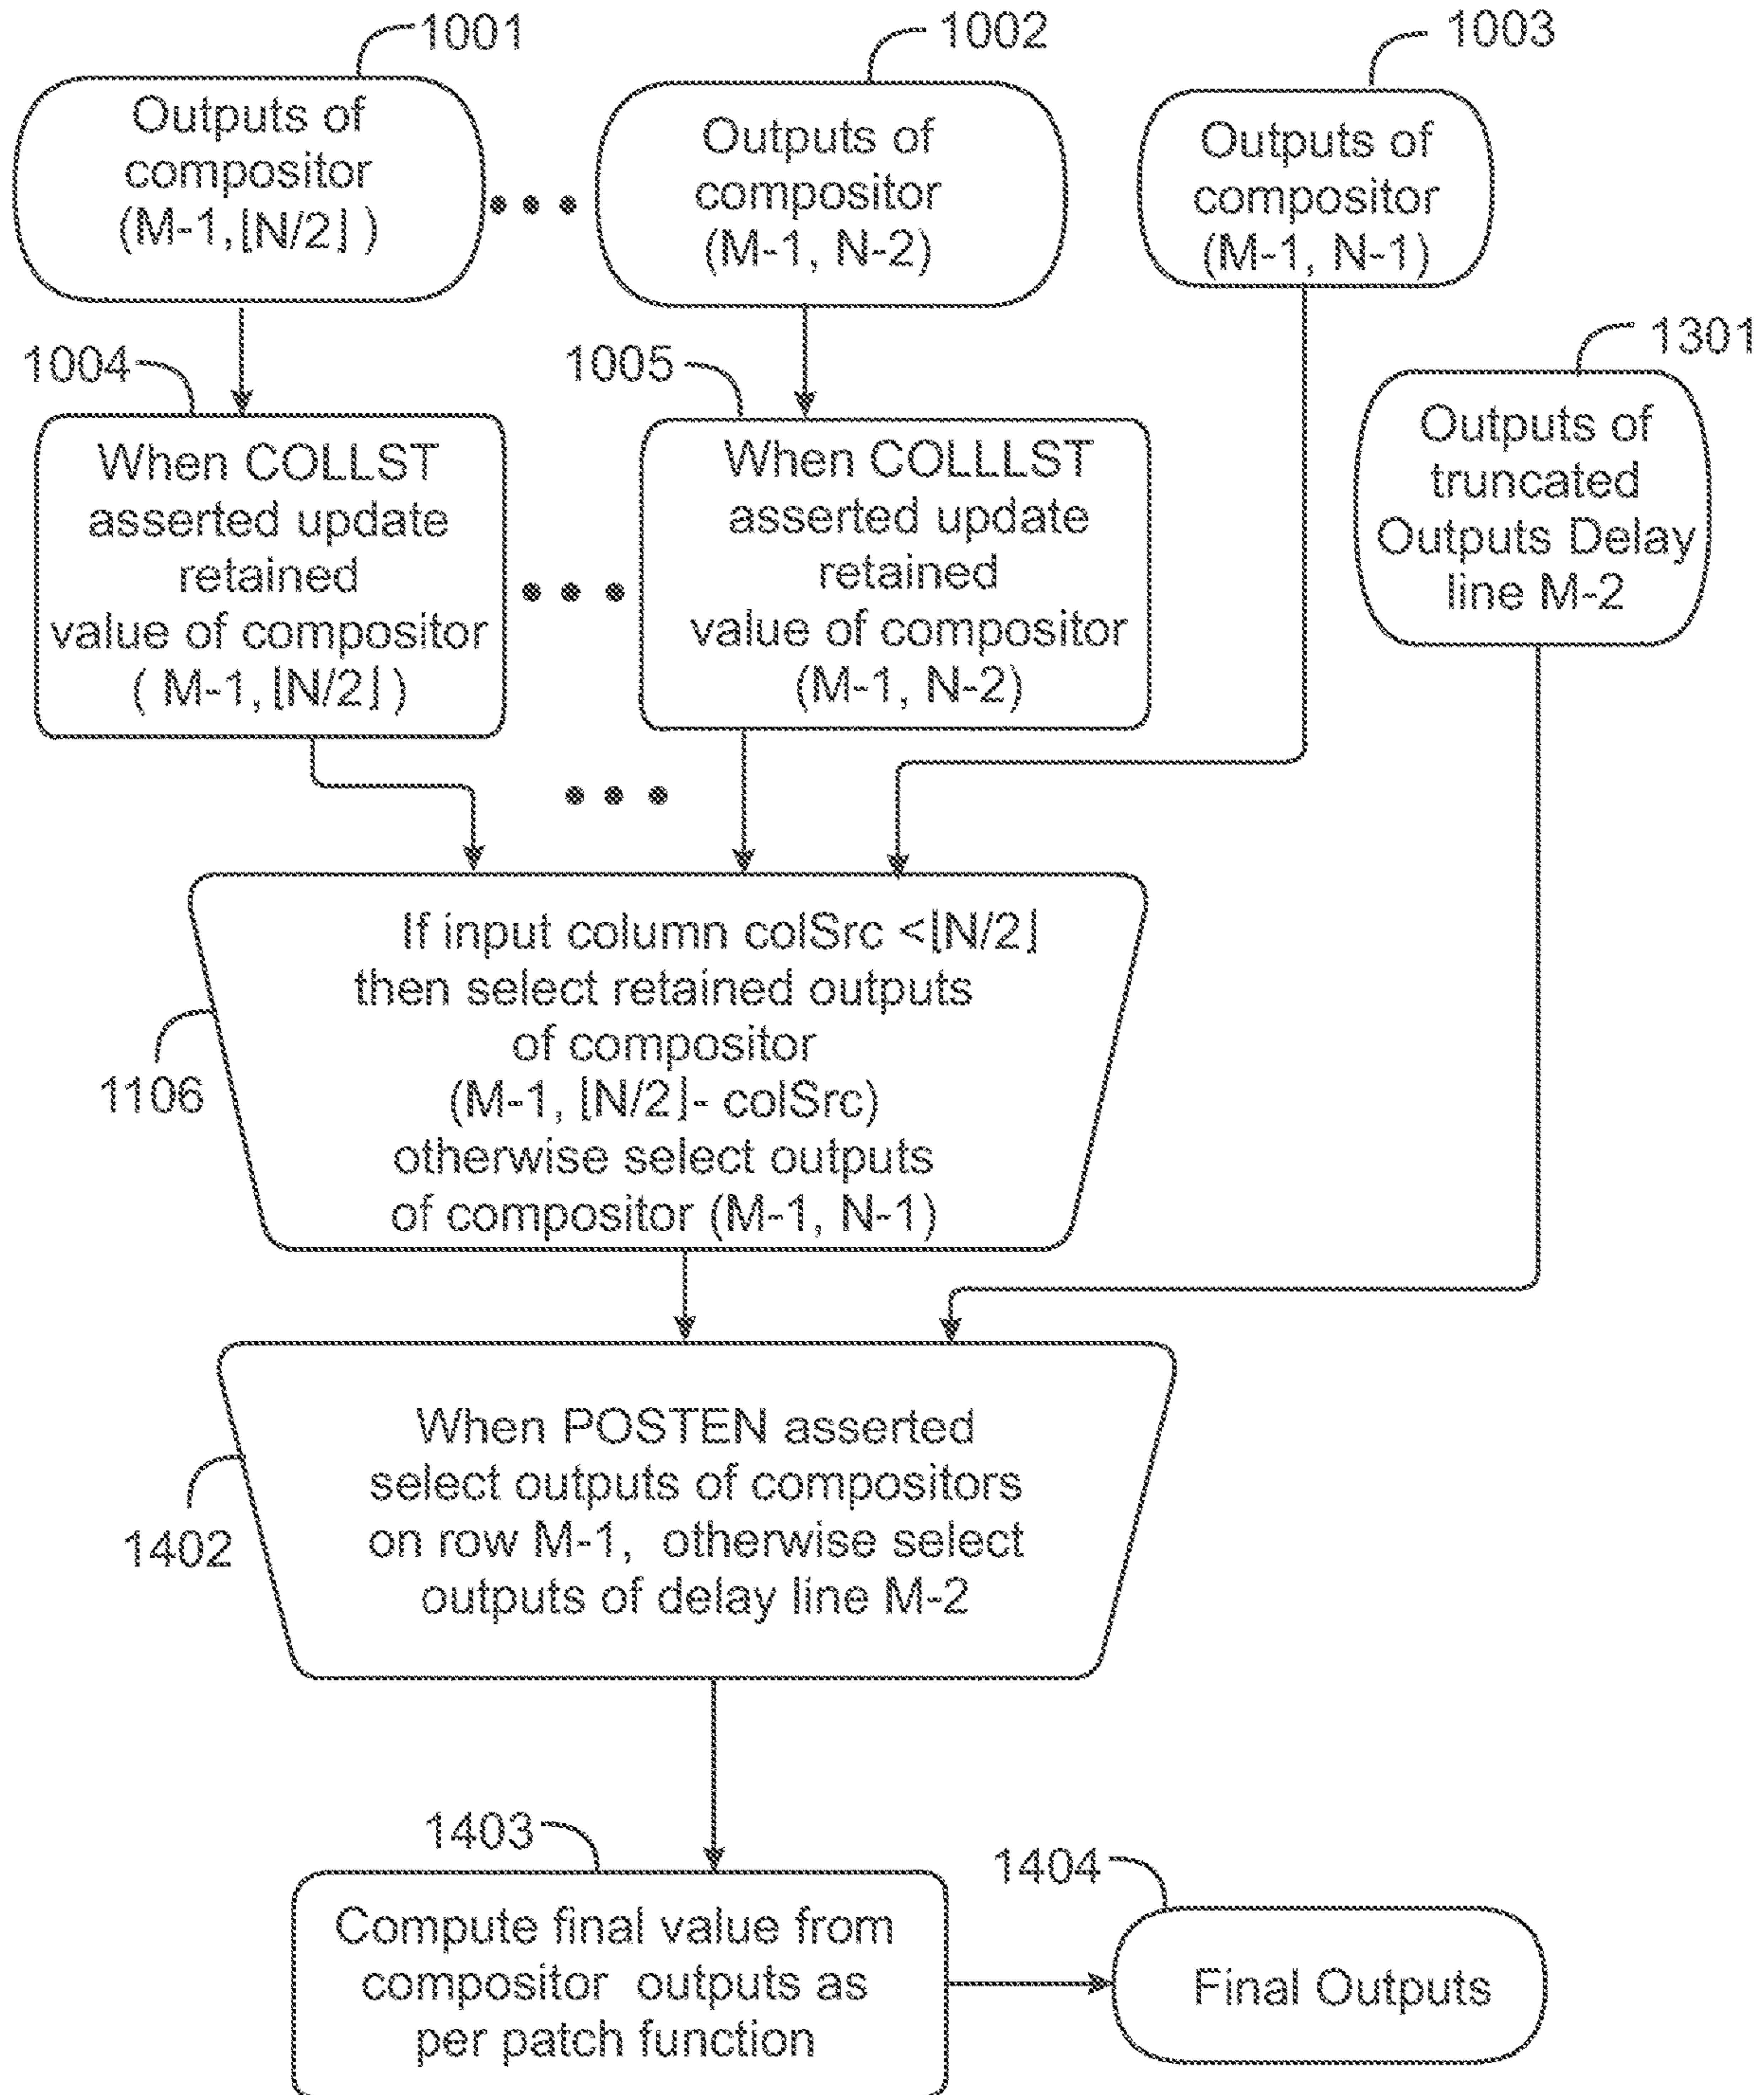 1001
1002
1003
Outputs of
compositor
(M-1, ⌊N/2⌋ )
Outputs of
compositor
(M-1, N-2)
Outputs of
compositor
(M-1, N-1)
1004
1005
1301
When COLLST
asserted update
retained
value of compositor
( M-1, ⌊N/2⌋ )
When COLLLST
asserted update
retained
value of compositor
(M-1, N-2)
Outputs of
truncated
Outputs Delay
line M-2
If input column colSrc <⌊N/2⌋
then select retained outputs
of compositor
(M-1, ⌊N/2⌋- colSrc)
otherwise select outputs
of compositor (M-1, N-1)
1106
When POSTEN asserted
select outputs of compositors
on row M-1, otherwise select
outputs of delay line M-2
1402
1403
1404
Compute final value from
compositor outputs as
per patch function
Final Outputs